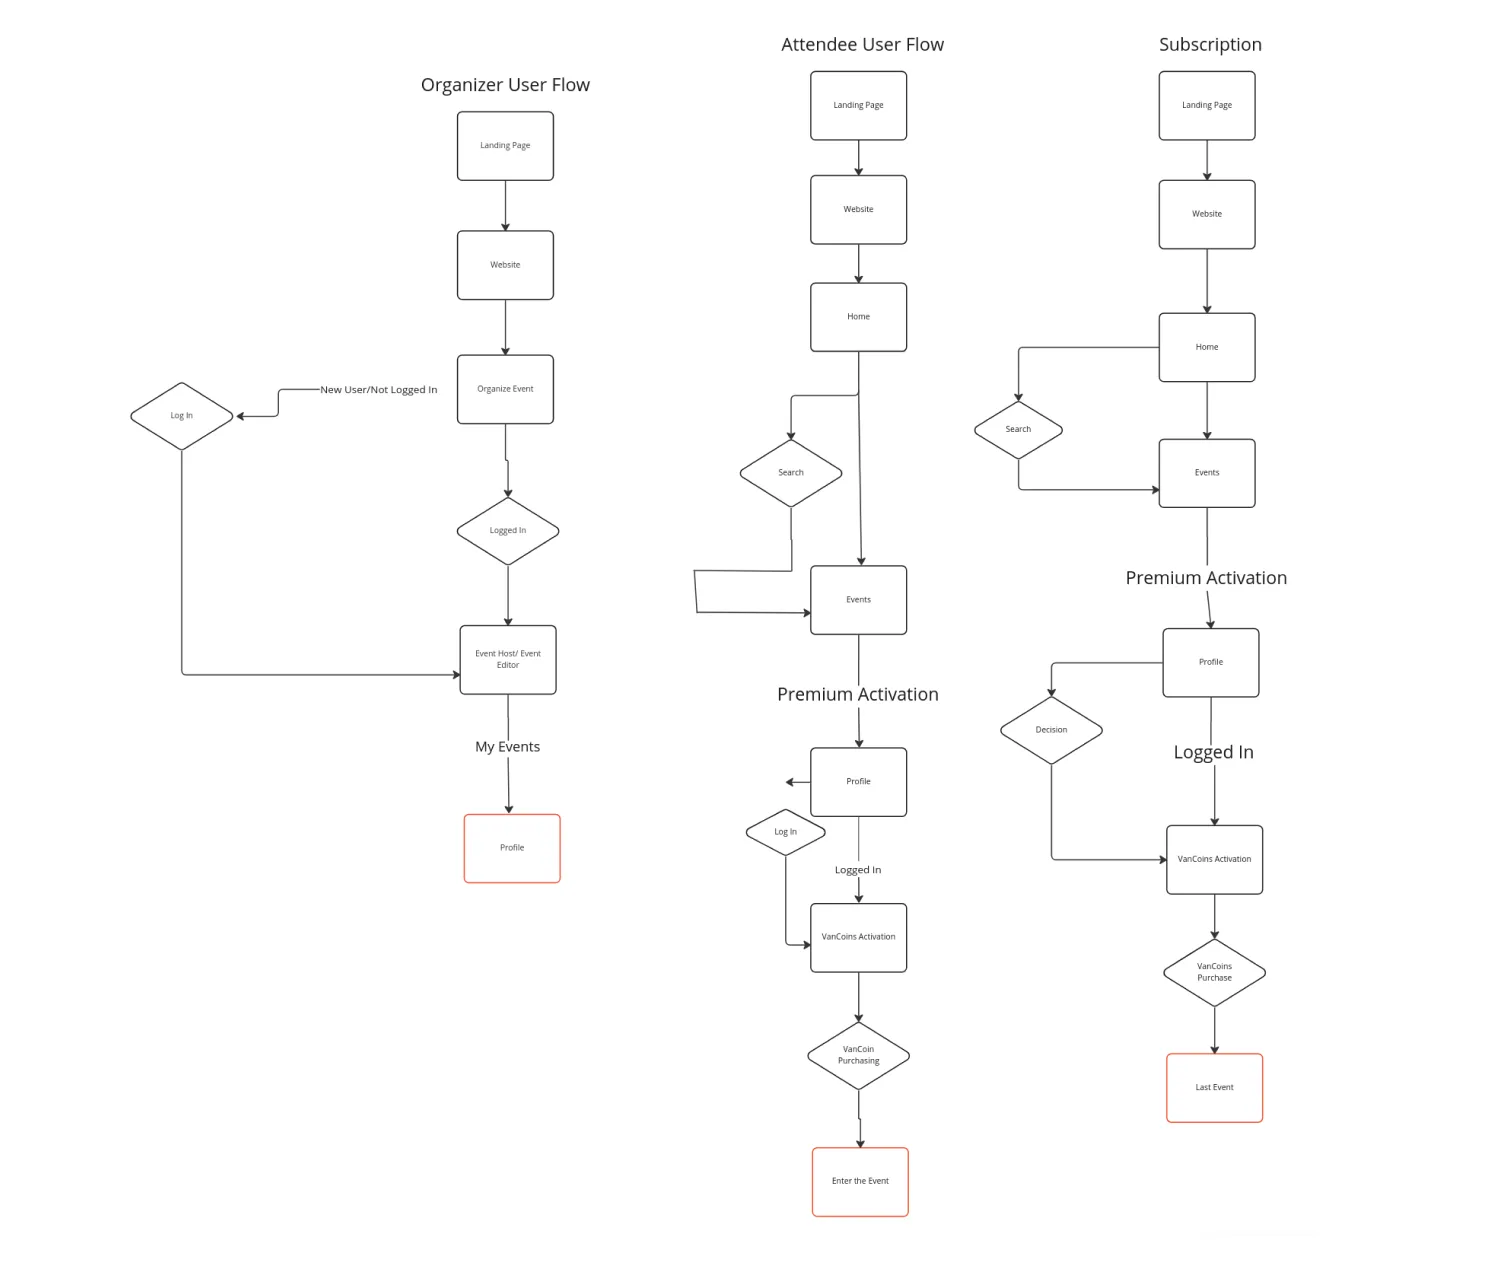 Organizer User Flow
Landing Page
Website
Organize Event
New User/Not Logged In
Log In
Logged In
Event Host/ Event
Editor
My Events
Profile
Attendee User Flow
Landing Page
Website
Home
Search
Events
Premium Activation
Profile
Log In
Logged In
VanCoins Activation
VanCoin
Purchasing
Enter the Event
Subscription
Landing Page
Website
Home
Search
Events
Premium Activation
Profile
Decision
Logged In
VanCoins Activation
VanCoins
Purchase
Last Event